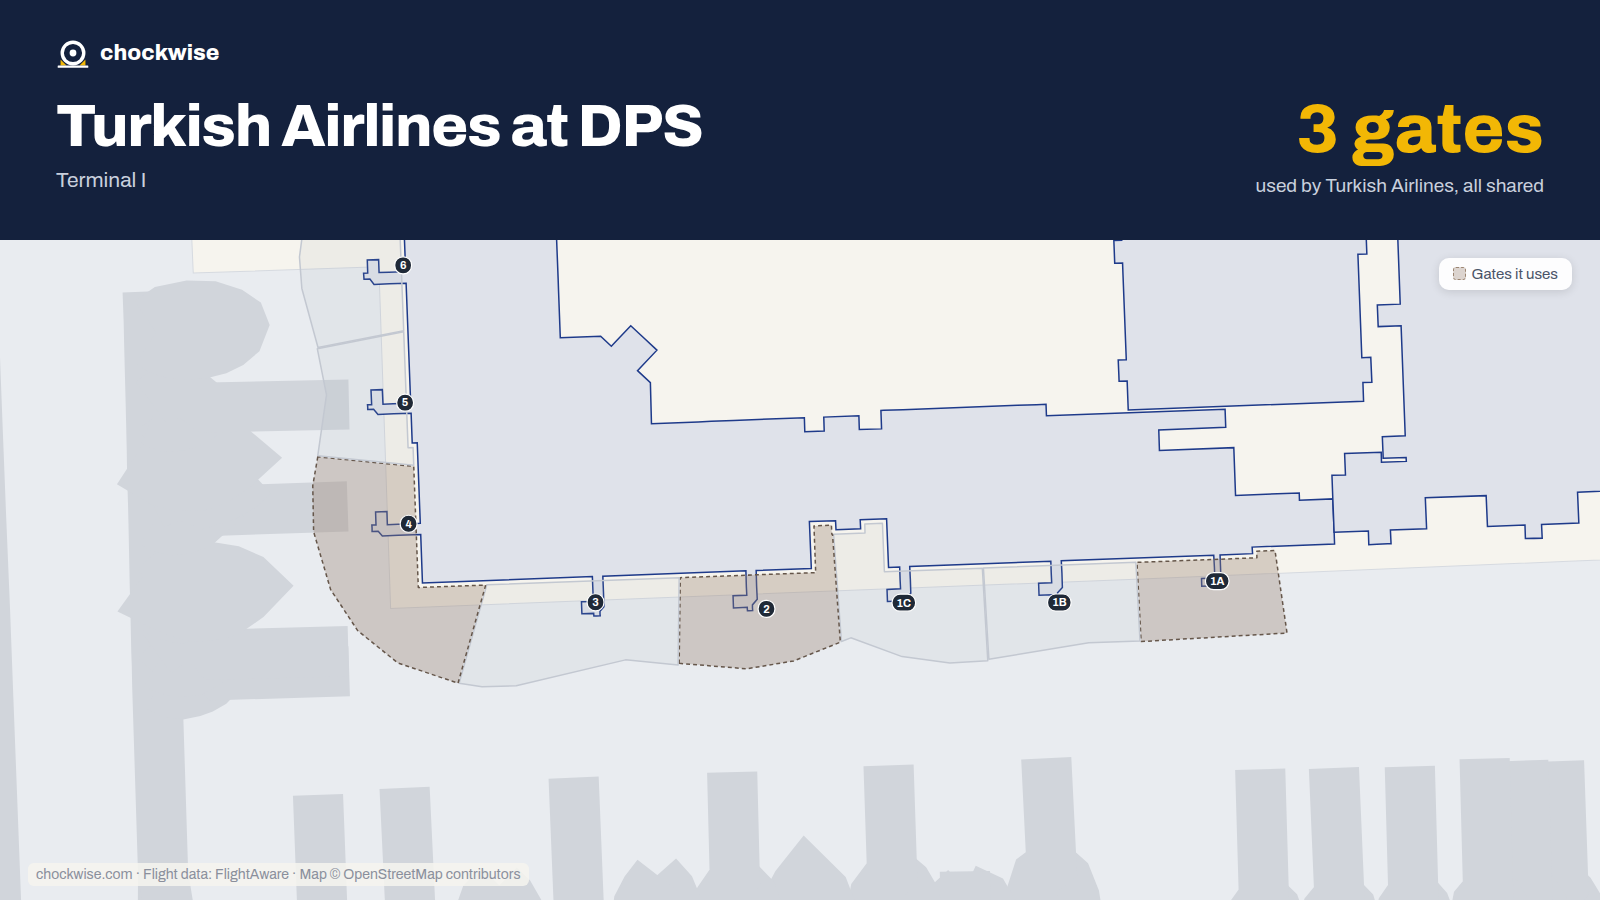 chockwise
Turkish Airlines at DPS
Terminal I
3 gates
used by Turkish Airlines, all shared
Gates it uses
6
5
4
3
2
1C
1B
1A
chockwise.com · Flight data: FlightAware · Map © OpenStreetMap contributors